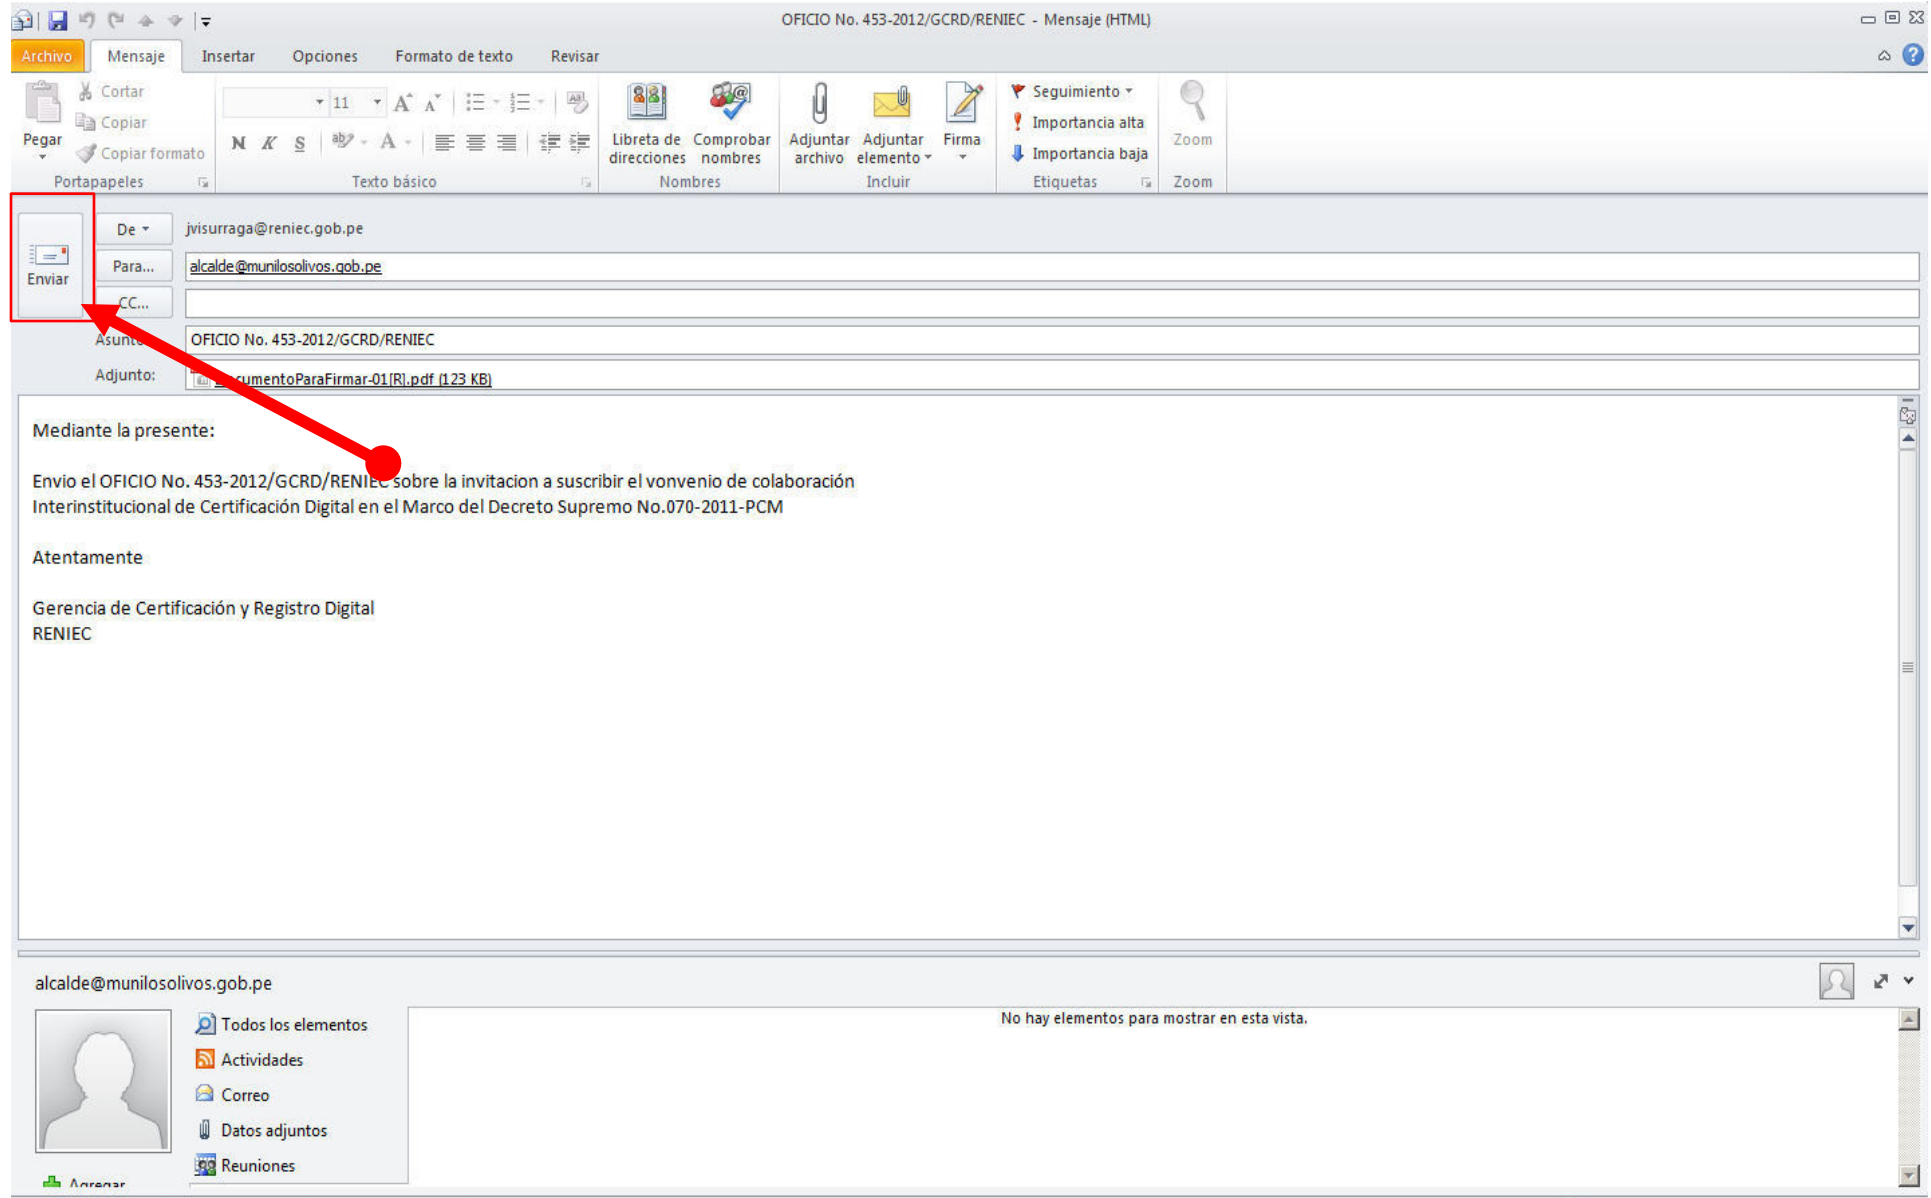 OFICIO No. 453-2012/GCRD/RENIEC - Mensaje (HTML)
Archivo Mensaje Insertar Opciones Formato de texto Revisar
Pegar
Cortar
Copiar
Copiar formato
Portapapeles
11
N K S
Texto básico
Libreta de direcciones
Comprobar nombres
Nombres
Adjuntar archivo
Adjuntar elemento
Firma
Incluir
Seguimiento
Importancia alta
Importancia baja
Etiquetas
Zoom
Zoom
Enviar
De jvisurraga@reniec.gob.pe
Para... alcalde@munilosolivos.gob.pe
CC...
OFICIO No. 453-2012/GCRD/RENIEC
Adjunto: -01[R].pdf (123 KB)
Mediante la presente:
Envio el OFICIO No. 453-2012/GCRD/RENIEC sobre la invitacion a suscribir el vonvenio de colaboración
Interinstitucional de Certificación Digital en el Marco del Decreto Supremo No.070-2011-PCM
Atentamente
Gerencia de Certificación y Registro Digital
RENIEC
alcalde@munilosolivos.gob.pe
Todos los elementos
Actividades
Correo
Datos adjuntos
Reuniones
Agregar
No hay elementos para mostrar en esta vista.